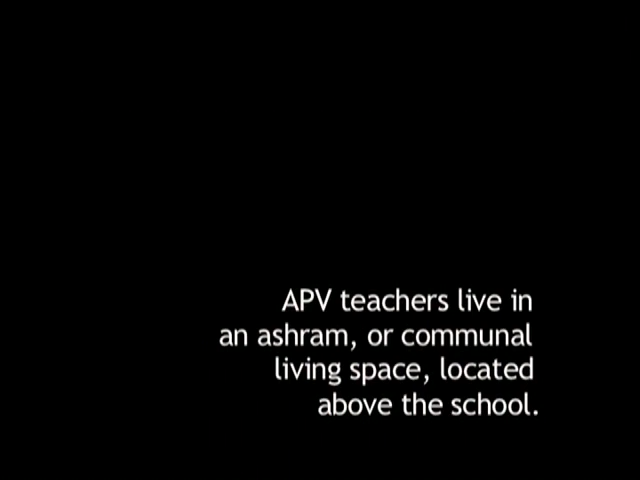 APV teachers live in
an ashram, or communal
living space, located
above the school.